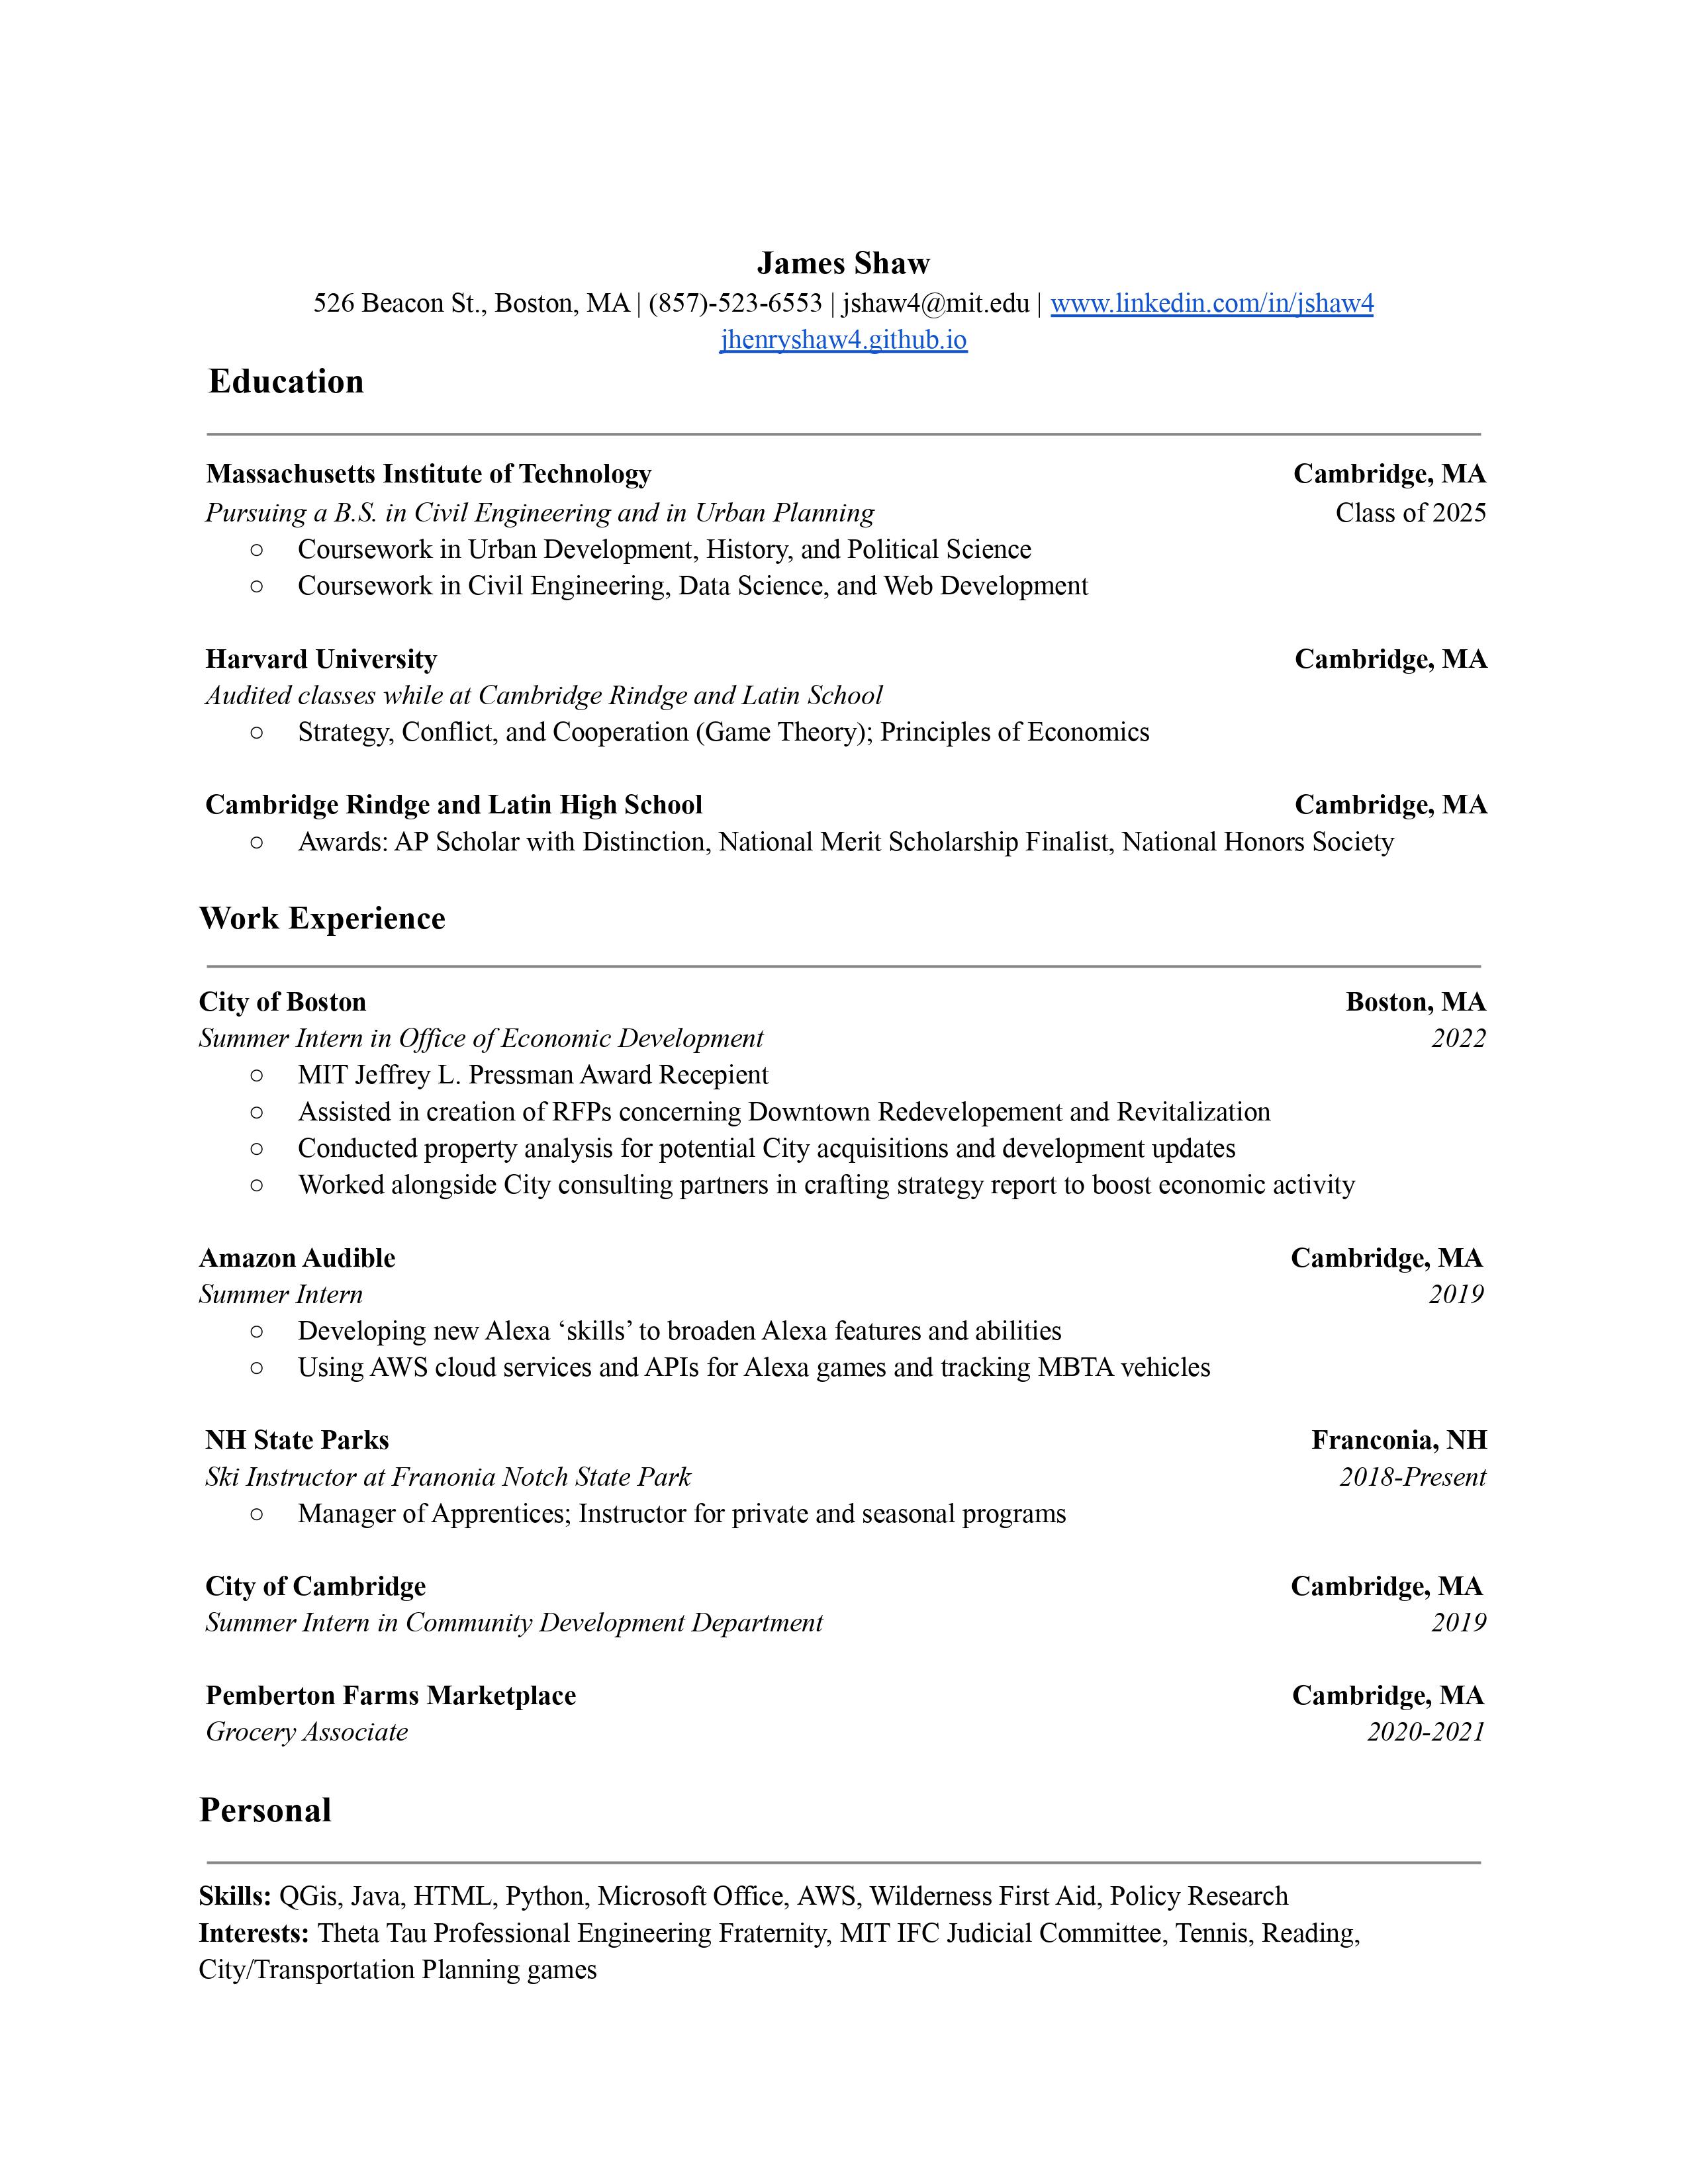 James Shaw
526 Beacon St., Boston, MA | (857)-523-6553 | jshaw4@mit.edu | www.linkedin.com/in/jshaw4
jhenryshaw4.github.io
Education
Massachusetts Institute of Technology Cambridge, MA
Pursuing a B.S. in Civil Engineering and in Urban Planning Class of 2025
○ Coursework in Urban Development, History, and Political Science
○ Coursework in Civil Engineering, Data Science, and Web Development
Harvard University Cambridge, MA
Audited classes while at Cambridge Rindge and Latin School
○ Strategy, Conflict, and Cooperation (Game Theory); Principles of Economics
Cambridge Rindge and Latin High School Cambridge, MA
○ Awards: AP Scholar with Distinction, National Merit Scholarship Finalist, National Honors Society
Work Experience
City of Boston Boston, MA
Summer Intern in Office of Economic Development 2022
○ MIT Jeffrey L. Pressman Award Recepient
○ Assisted in creation of RFPs concerning Downtown Redevelopement and Revitalization
○ Conducted property analysis for potential City acquisitions and development updates
○ Worked alongside City consulting partners in crafting strategy report to boost economic activity
Amazon Audible Cambridge, MA
Summer Intern 2019
○ Developing new Alexa ‘skills’ to broaden Alexa features and abilities
○ Using AWS cloud services and APIs for Alexa games and tracking MBTA vehicles
NH State Parks Franconia, NH
Ski Instructor at Franonia Notch State Park 2018-Present
○ Manager of Apprentices; Instructor for private and seasonal programs
City of Cambridge Cambridge, MA
Summer Intern in Community Development Department 2019
Pemberton Farms Marketplace Cambridge, MA
Grocery Associate 2020-2021
Personal
Skills: QGis, Java, HTML, Python, Microsoft Office, AWS, Wilderness First Aid, Policy Research
Interests: Theta Tau Professional Engineering Fraternity, MIT IFC Judicial Committee, Tennis, Reading,
City/Transportation Planning games